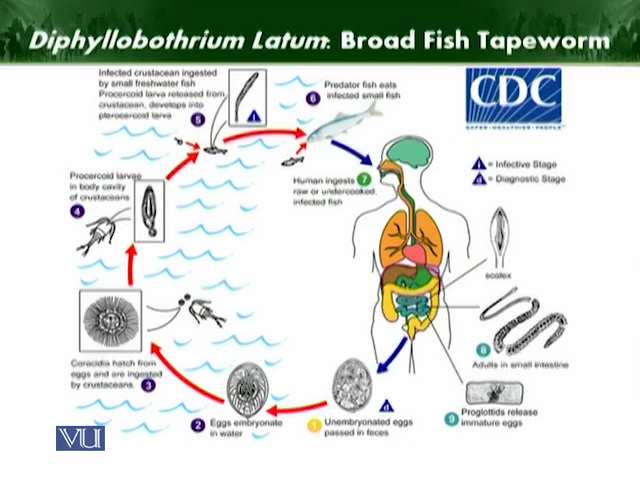 Diphyllobothrium Latum: Broad Fish Tapeworm
Infected crustacean ingested
by small freshwater fish
Procercoid larva released from
crustacean, develops into
plerocercoid larva
5
i
6
Predator fish eats
infected small fish
CDC
SAFER·HEALTHIER·PEOPLE™
i = Infective Stage
d = Diagnostic Stage
Human ingests 7
raw or undercooked,
infected fish
Procercoid larvae
in body cavity
of crustaceans
4
scolex
8
Adults in small intestine
Coracidia hatch from
eggs and are ingested
by crustaceans. 3
9 Proglottids release
immature eggs
d
2 Eggs embryonate
in water
1 Unembryonated eggs
passed in feces
VU